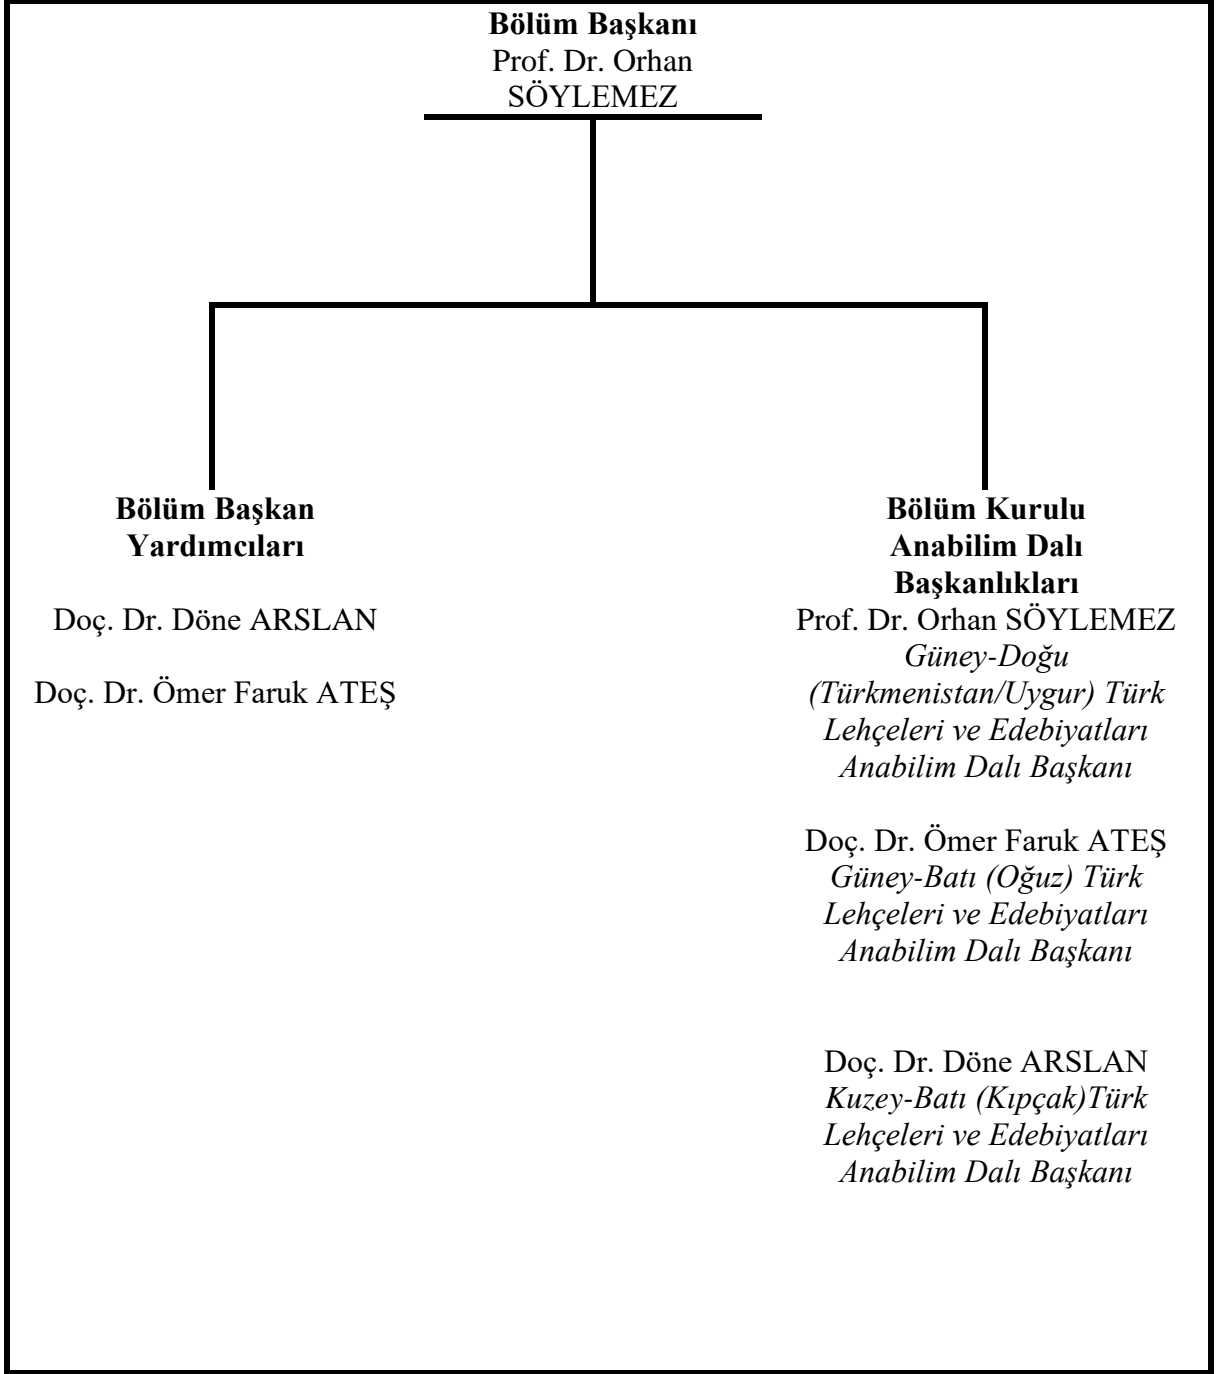 Bölüm Başkanı
Prof. Dr. Orhan
SÖYLEMEZ
Bölüm Başkan
Yardımcıları
Doç. Dr. Döne ARSLAN
Doç. Dr. Ömer Faruk ATEŞ
Bölüm Kurulu
Anabilim Dalı
Başkanlıkları
Prof. Dr. Orhan SÖYLEMEZ
Güney-Doğu
(Türkmenistan/Uygur) Türk
Lehçeleri ve Edebiyatları
Anabilim Dalı Başkanı
Doç. Dr. Ömer Faruk ATEŞ
Güney-Batı (Oğuz) Türk
Lehçeleri ve Edebiyatları
Anabilim Dalı Başkanı
Doç. Dr. Döne ARSLAN
Kuzey-Batı (Kıpçak)Türk
Lehçeleri ve Edebiyatları
Anabilim Dalı Başkanı